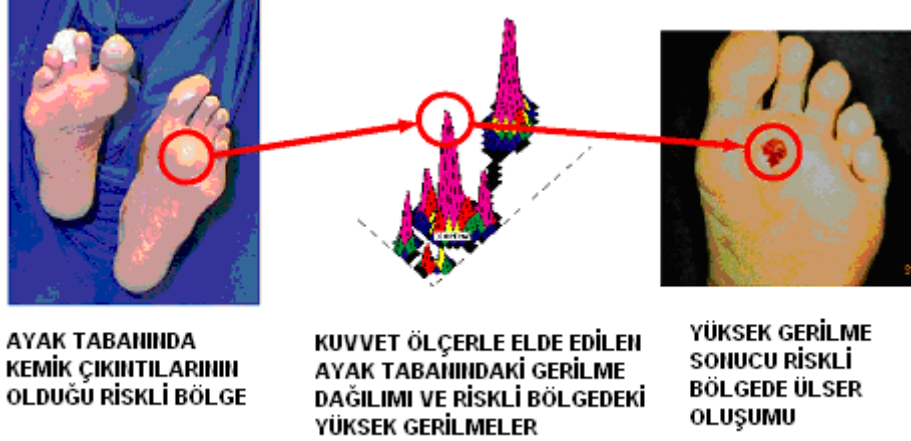 AYAK TABANINDA
KEMİK ÇIKINTILARININ
OLDUĞU RİSKLİ BÖLGE
KUVVET ÖLÇERLE ELDE EDİLEN
AYAK TABANINDAKİ GERİLME
DAĞILIMI VE RİSKLİ BÖLGEDEKİ
YÜKSEK GERİLMELER
YÜKSEK GERİLME
SONUCU RİSKLİ
BÖLGEDE ÜLSER
OLUŞUMU